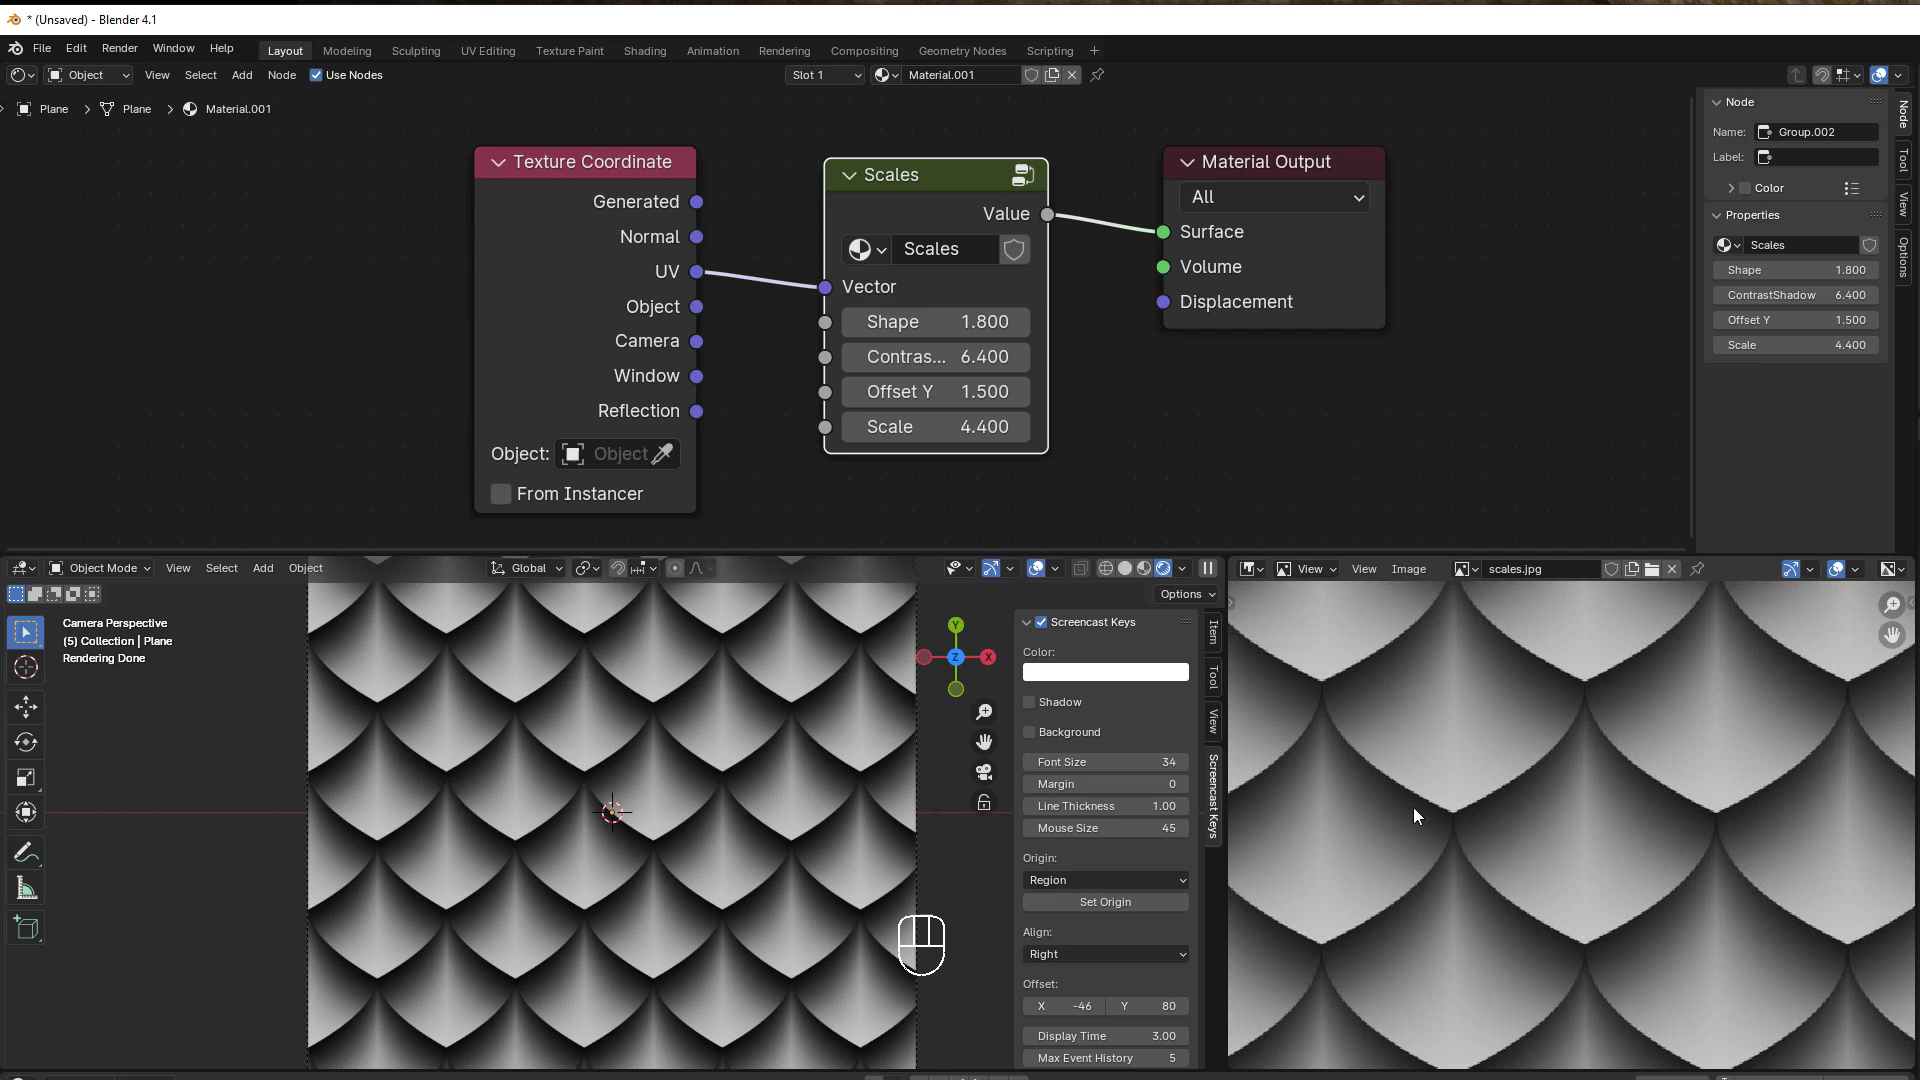 * (Unsaved) - Blender 4.1
File Edit Render Window Help Layout Modeling Sculpting UV Editing Texture Paint Shading Animation Rendering Compositing Geometry Nodes Scripting +
Object View Select Add Node Use Nodes Slot 1 Material.001
Plane > Plane > Material.001
Texture Coordinate
Generated
Normal
UV
Object
Camera
Window
Reflection
Object: Object
From Instancer
Scales
Value
Scales
Vector
Shape 1.800
Contras... 6.400
Offset Y 1.500
Scale 4.400
Material Output
All
Surface
Volume
Displacement
Node
Name: Group.002
Label:
Color
Properties
Scales
Shape 1.800
ContrastShadow 6.400
Offset Y 1.500
Scale 4.400
Node
Tool
View
Options
Object Mode View Select Add Object Global
Options
Camera Perspective
(5) Collection | Plane
Rendering Done
Y
Z X
Screencast Keys
Color:
Shadow
Background
Font Size 34
Margin 0
Line Thickness 1.00
Mouse Size 45
Origin:
Region
Set Origin
Align:
Right
Offset:
X -46 Y 80
Display Time 3.00
Max Event History 5
Item
Tool
View
Screencast Keys
View View Image scales.jpg